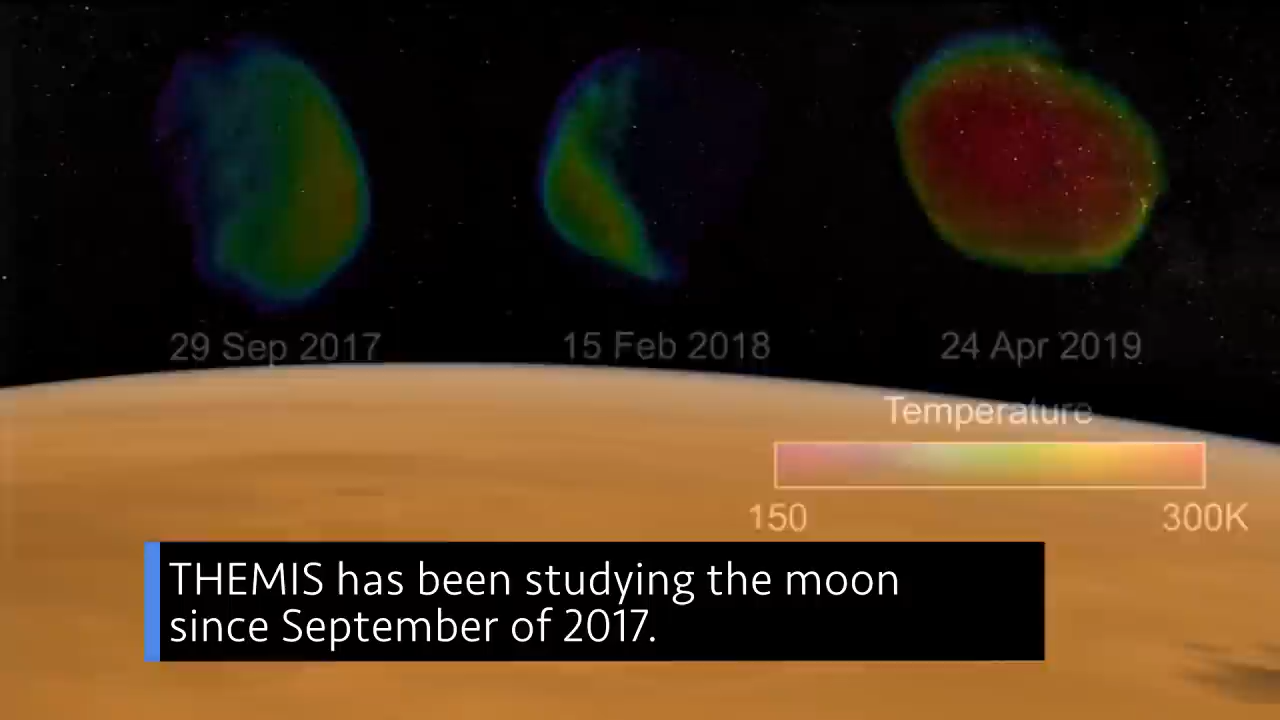 29 Sep 2017
15 Feb 2018
24 Apr 2019
Temperature
150
300K
THEMIS has been studying the moon
since September of 2017.